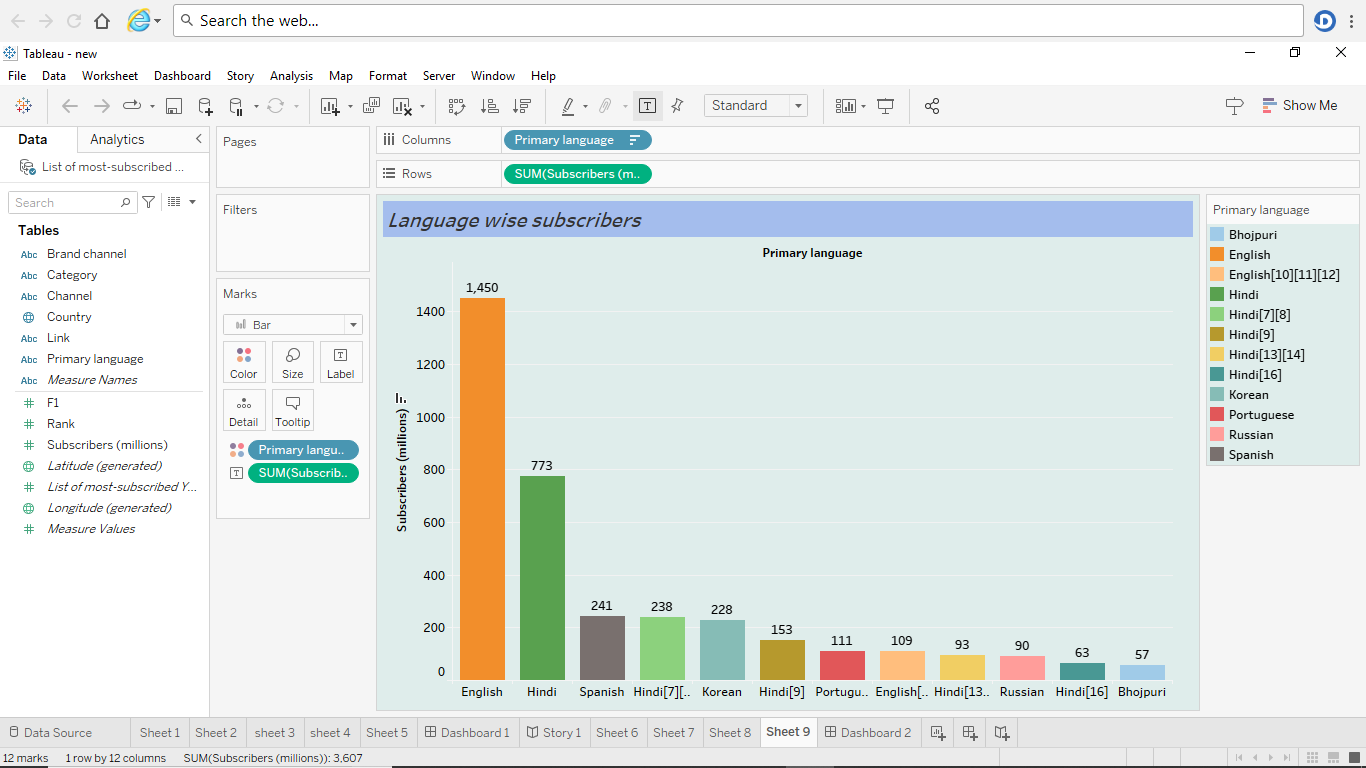 Search the web...
Tableau - new
File Data Worksheet Dashboard Story Analysis Map Format Server Window Help
Standard
Show Me
Data Analytics
List of most-subscribed ...
Search
Tables
Abc Brand channel
Abc Category
Abc Channel
Country
Abc Link
Abc Primary language
Abc Measure Names
F1
Rank
Subscribers (millions)
Latitude (generated)
List of most-subscribed Y...
Longitude (generated)
Measure Values
Pages
Filters
Marks
Bar
Color Size Label
Detail Tooltip
Primary langu..
SUM(Subscrib..
Columns Primary language
Rows SUM(Subscribers (m..
Language wise subscribers
Primary language
Subscribers (millions)
1400
1200
1000
800
600
400
200
0
1,450
773
241
238
228
153
111
109
93
90
63
57
English Hindi Spanish Hindi[7][.. Korean Hindi[9] Portugu.. English[.. Hindi[13.. Russian Hindi[16] Bhojpuri
Primary language
Bhojpuri
English
English[10][11][12]
Hindi
Hindi[7][8]
Hindi[9]
Hindi[13][14]
Hindi[16]
Korean
Portuguese
Russian
Spanish
Data Source Sheet 1 Sheet 2 sheet 3 sheet 4 Sheet 5 Dashboard 1 Story 1 Sheet 6 Sheet 7 Sheet 8 Sheet 9 Dashboard 2
12 marks 1 row by 12 columns SUM(Subscribers (millions)): 3,607